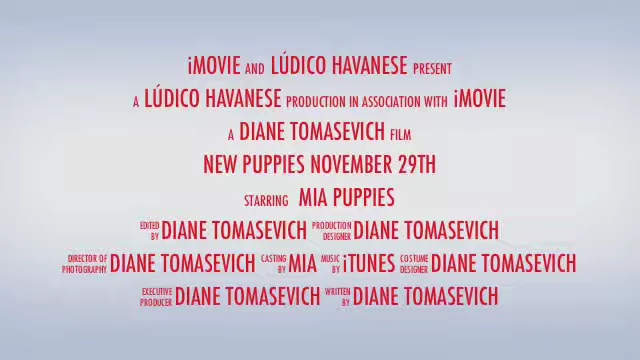 iMOVIE AND LÚDICO HAVANESE PRESENT
A LÚDICO HAVANESE PRODUCTION IN ASSOCIATION WITH iMOVIE
A DIANE TOMASEVICH FILM
NEW PUPPIES NOVEMBER 29TH
STARRING MIA PUPPIES
EDITED BY DIANE TOMASEVICH PRODUCTION DESIGNER DIANE TOMASEVICH
DIRECTOR OF PHOTOGRAPHY DIANE TOMASEVICH CASTING BY MIA MUSIC BY iTUNES COSTUME DESIGNER DIANE TOMASEVICH
EXECUTIVE PRODUCER DIANE TOMASEVICH WRITTEN BY DIANE TOMASEVICH